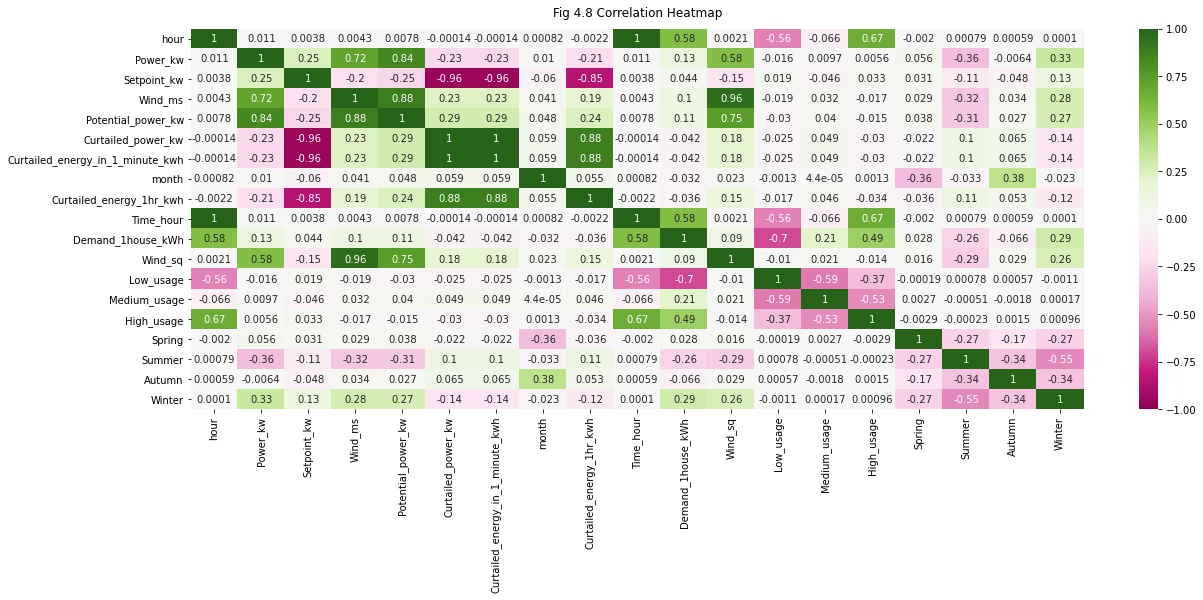 Fig 4.8 Correlation Heatmap
hour 1 0.011 0.0038 0.0043 0.0078 -0.00014 -0.00014 0.00082 -0.0022 1 0.58 0.0021 -0.56 -0.066 0.67 -0.002 0.00079 0.00059 0.0001
Power_kw 0.011 1 0.25 0.72 0.84 -0.23 -0.23 0.01 -0.21 0.011 0.13 0.58 -0.016 0.0097 0.0056 0.056 -0.36 -0.0064 0.33
Setpoint_kw 0.0038 0.25 1 -0.2 -0.25 -0.96 -0.96 -0.06 -0.85 0.0038 0.044 -0.15 0.019 -0.046 0.033 0.031 -0.11 -0.048 0.13
Wind_ms 0.0043 0.72 -0.2 1 0.88 0.23 0.23 0.041 0.19 0.0043 0.1 0.96 -0.019 0.032 -0.017 0.029 -0.32 0.034 0.28
Potential_power_kw 0.0078 0.84 -0.25 0.88 1 0.29 0.29 0.048 0.24 0.0078 0.11 0.75 -0.03 0.04 -0.015 0.038 -0.31 0.027 0.27
Curtailed_power_kw -0.00014 -0.23 -0.96 0.23 0.29 1 1 0.059 0.88 -0.00014 -0.042 0.18 -0.025 0.049 -0.03 -0.022 0.1 0.065 -0.14
Curtailed_energy_in_1_minute_kwh -0.00014 -0.23 -0.96 0.23 0.29 1 1 0.059 0.88 -0.00014 -0.042 0.18 -0.025 0.049 -0.03 -0.022 0.1 0.065 -0.14
month 0.00082 0.01 -0.06 0.041 0.048 0.059 0.059 1 0.055 0.00082 -0.032 0.023 -0.0013 4.4e-05 0.0013 -0.36 -0.033 0.38 -0.023
Curtailed_energy_1hr_kwh -0.0022 -0.21 -0.85 0.19 0.24 0.88 0.88 0.055 1 -0.0022 -0.036 0.15 -0.017 0.046 -0.034 -0.036 0.11 0.053 -0.12
Time_hour 1 0.011 0.0038 0.0043 0.0078 -0.00014 -0.00014 0.00082 -0.0022 1 0.58 0.0021 -0.56 -0.066 0.67 -0.002 0.00079 0.00059 0.0001
Demand_1house_kWh 0.58 0.13 0.044 0.1 0.11 -0.042 -0.042 -0.032 -0.036 0.58 1 0.09 -0.7 0.21 0.49 0.028 -0.26 -0.066 0.29
Wind_sq 0.0021 0.58 -0.15 0.96 0.75 0.18 0.18 0.023 0.15 0.0021 0.09 1 -0.01 0.021 -0.014 0.016 -0.29 0.029 0.26
Low_usage -0.56 -0.016 0.019 -0.019 -0.03 -0.025 -0.025 -0.0013 -0.017 -0.56 -0.7 -0.01 1 -0.59 -0.37 -0.00019 0.00078 0.00057 -0.0011
Medium_usage -0.066 0.0097 -0.046 0.032 0.04 0.049 0.049 4.4e-05 0.046 -0.066 0.21 0.021 -0.59 1 -0.53 0.0027 -0.00051 -0.0018 0.00017
High_usage 0.67 0.0056 0.033 -0.017 -0.015 -0.03 -0.03 0.0013 -0.034 0.67 0.49 -0.014 -0.37 -0.53 1 -0.0029 -0.00023 0.0015 0.00096
Spring -0.002 0.056 0.031 0.029 0.038 -0.022 -0.022 -0.36 -0.036 -0.002 0.028 0.016 -0.00019 0.0027 -0.0029 1 -0.27 -0.17 -0.27
Summer 0.00079 -0.36 -0.11 -0.32 -0.31 0.1 0.1 -0.033 0.11 0.00079 -0.26 -0.29 0.00078 -0.00051 -0.00023 -0.27 1 -0.34 -0.55
Autumn 0.00059 -0.0064 -0.048 0.034 0.027 0.065 0.065 0.38 0.053 0.00059 -0.066 0.029 0.00057 -0.0018 0.0015 -0.17 -0.34 1 -0.34
Winter 0.0001 0.33 0.13 0.28 0.27 -0.14 -0.14 -0.023 -0.12 0.0001 0.29 0.26 -0.0011 0.00017 0.00096 -0.27 -0.55 -0.34 1
hour
Power_kw
Setpoint_kw
Wind_ms
Potential_power_kw
Curtailed_power_kw
Curtailed_energy_in_1_minute_kwh
month
Curtailed_energy_1hr_kwh
Time_hour
Demand_1house_kWh
Wind_sq
Low_usage
Medium_usage
High_usage
Spring
Summer
Autumn
Winter
1.00
0.75
0.50
0.25
0.00
−0.25
−0.50
−0.75
−1.00